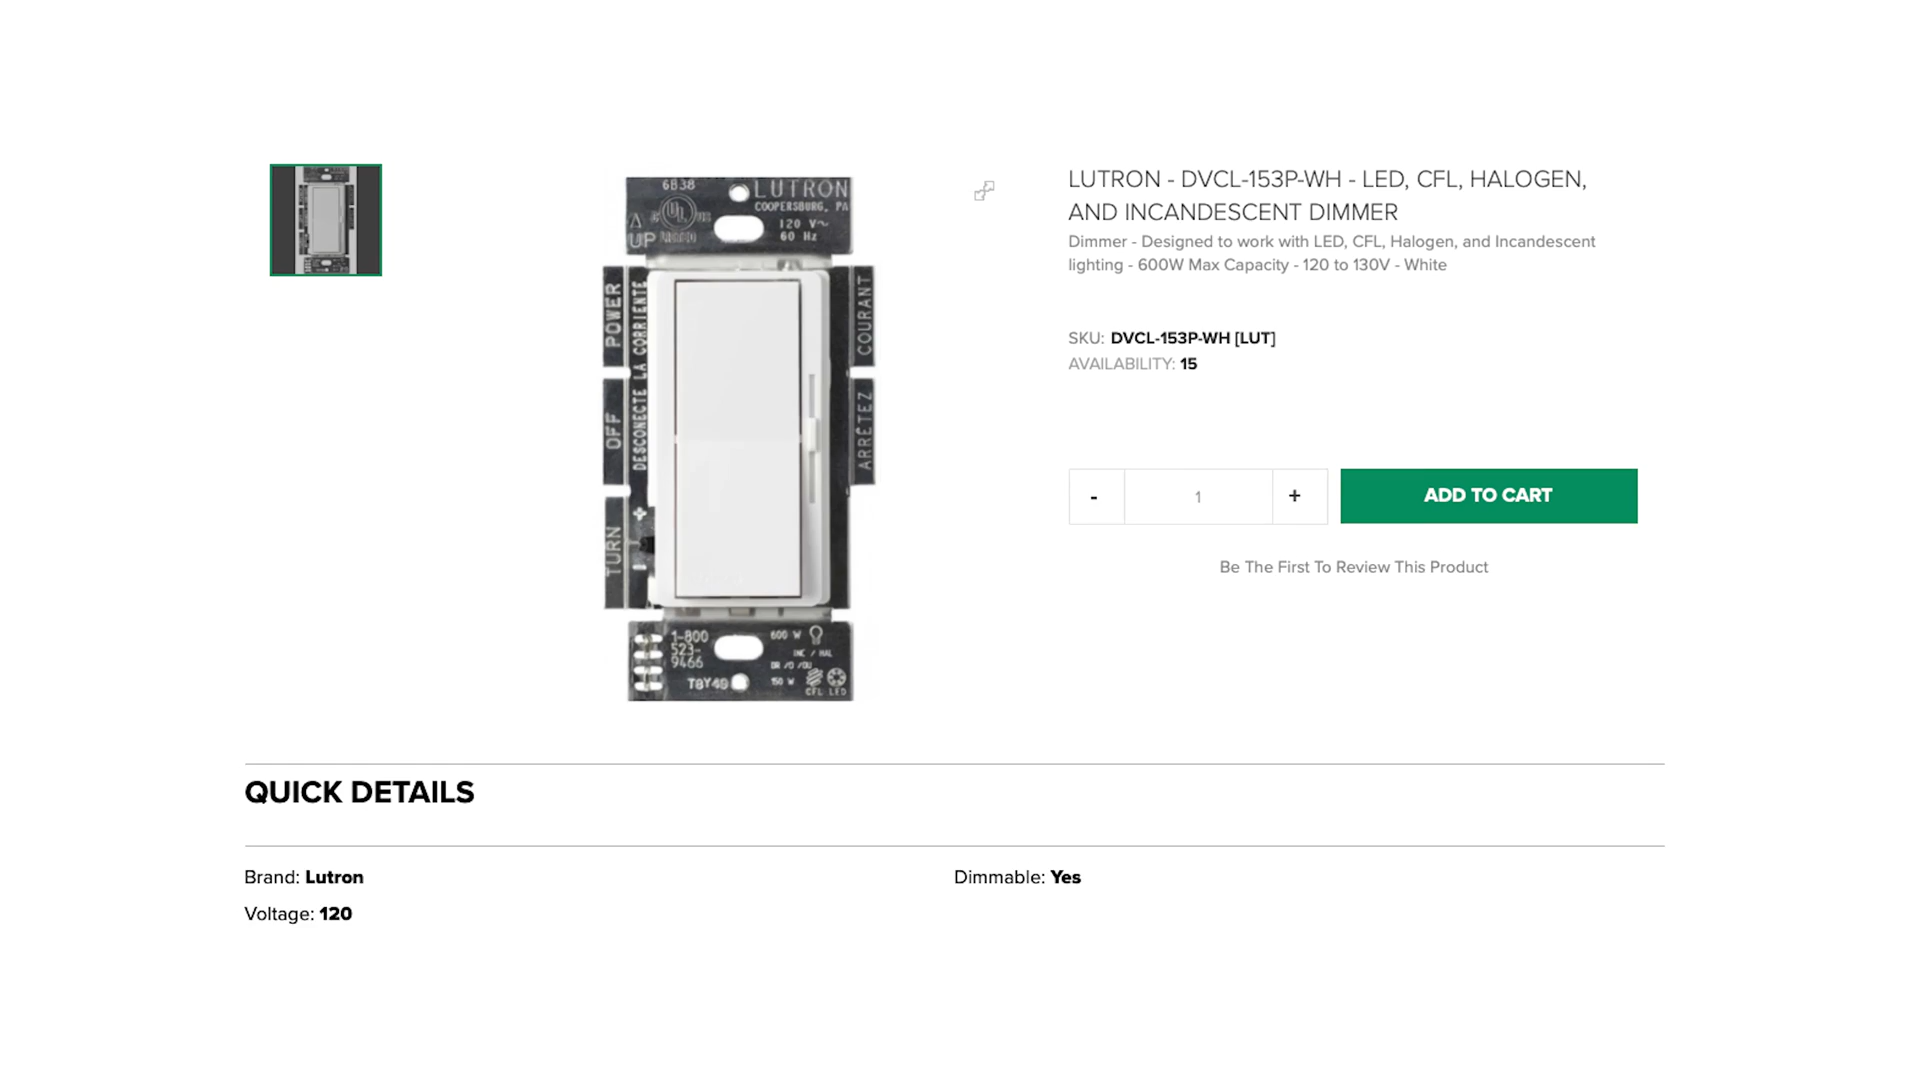 6B38
LUTRON
COOPERSBURG, PA
120 V~
60 Hz
UP
POWER
OFF
TURN
DESCONECTE LA CORRIENTE
COURANT
ARRÊTEZ
1-800
523-
9466
T8Y49
600 W
INC / HAL
OR /O /OU
150 W
CFL LED
LUTRON - DVCL-153P-WH - LED, CFL, HALOGEN,
AND INCANDESCENT DIMMER
Dimmer - Designed to work with LED, CFL, Halogen, and Incandescent
lighting - 600W Max Capacity - 120 to 130V - White
SKU: DVCL-153P-WH [LUT]
AVAILABILITY: 15
- 1 +
ADD TO CART
Be The First To Review This Product
QUICK DETAILS
Brand: Lutron
Dimmable: Yes
Voltage: 120